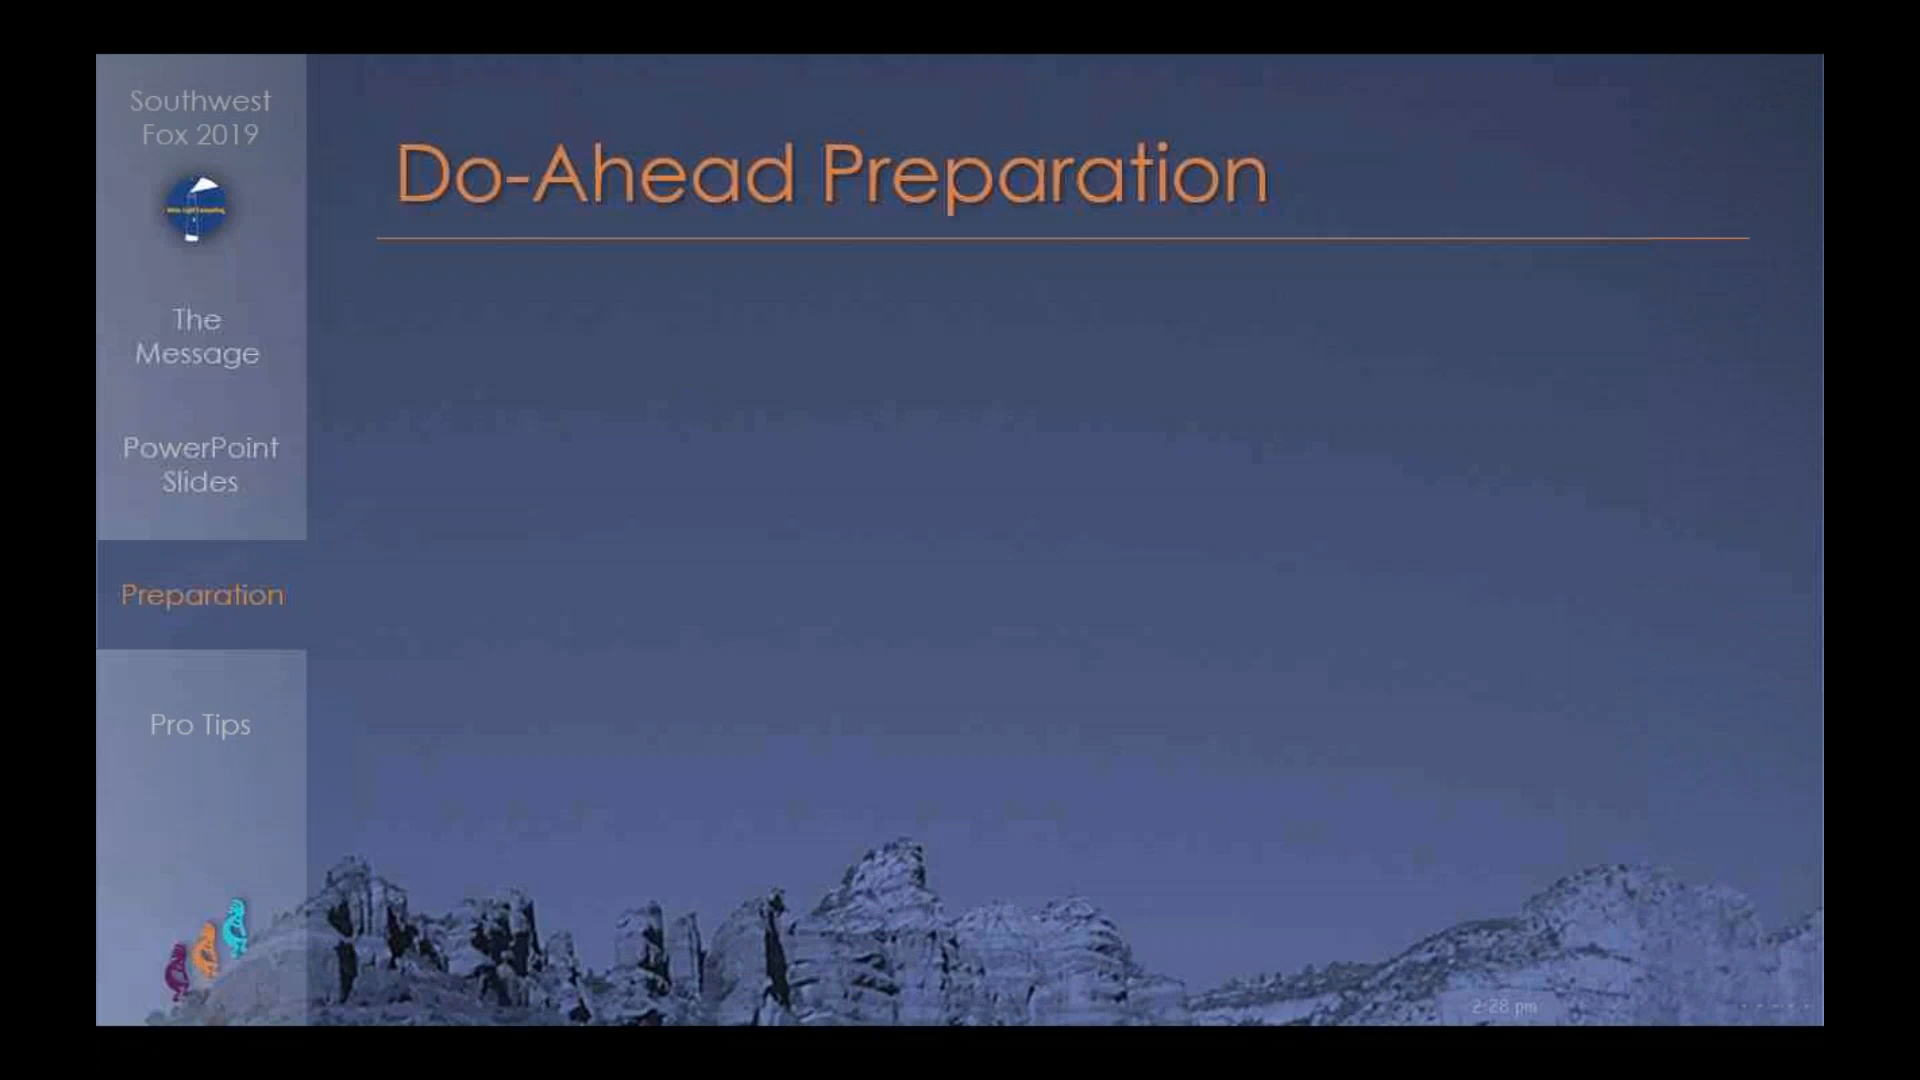 Southwest
Fox 2019
The
Message
PowerPoint
Slides
Preparation
Pro Tips
Do-Ahead Preparation
2:28 pm